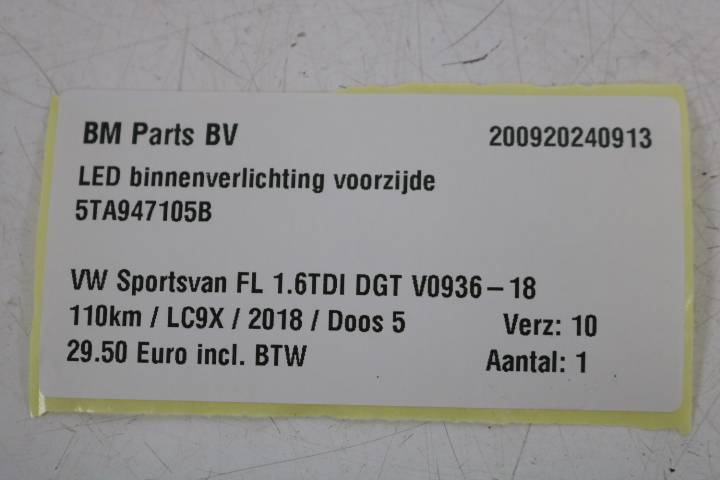 BM Parts BV 200920240913
LED binnenverlichting voorzijde
5TA947105B
VW Sportsvan FL 1.6TDI DGT V0936-18
110km / LC9X / 2018 / Doos 5 Verz: 10
29.50 Euro incl. BTW Aantal: 1